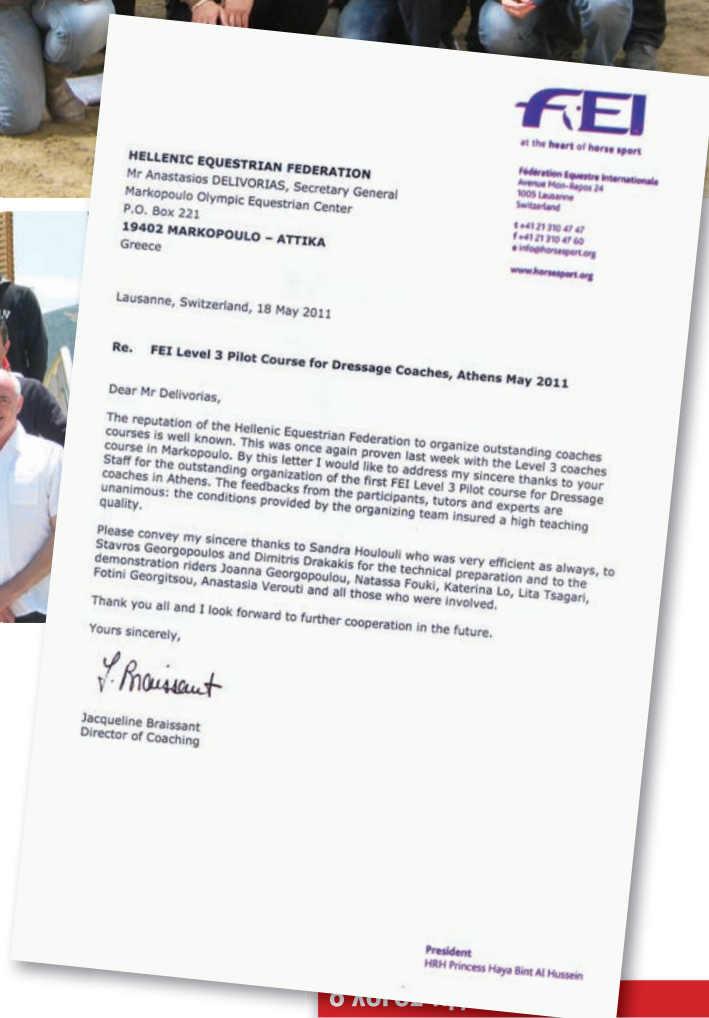 FEI
at the heart of horse sport
Fédération Equestre Internationale
Avenue Mon-Repos 24
1005 Lausanne
Switzerland
t +41 21 310 47 47
f +41 21 310 47 60
e info@horsesport.org
www.horsesport.org
HELLENIC EQUESTRIAN FEDERATION
Mr Anastasios DELIVORIAS, Secretary General
Markopoulo Olympic Equestrian Center
P.O. Box 221
19402 MARKOPOULO – ATTIKA
Greece
Lausanne, Switzerland, 18 May 2011
Re. FEI Level 3 Pilot Course for Dressage Coaches, Athens May 2011
Dear Mr Delivorias,
The reputation of the Hellenic Equestrian Federation to organize outstanding coaches
courses is well known. This was once again proven last week with the Level 3 coaches
course in Markopoulo. By this letter I would like to address my sincere thanks to your
Staff for the outstanding organization of the first FEI Level 3 Pilot course for Dressage
coaches in Athens. The feedbacks from the participants, tutors and experts are
unanimous: the conditions provided by the organizing team insured a high teaching
quality.
Please convey my sincere thanks to Sandra Houlouli who was very efficient as always, to
Stavros Georgopoulos and Dimitris Drakakis for the technical preparation and to the
demonstration riders Joanna Georgopoulou, Natassa Fouki, Katerina Lo, Lita Tsagari,
Fotini Georgitsou, Anastasia Verouti and all those who were involved.
Thank you all and I look forward to further cooperation in the future.
Yours sincerely,
J. Braissant
Jacqueline Braissant
Director of Coaching
President
HRH Princess Haya Bint Al Hussein